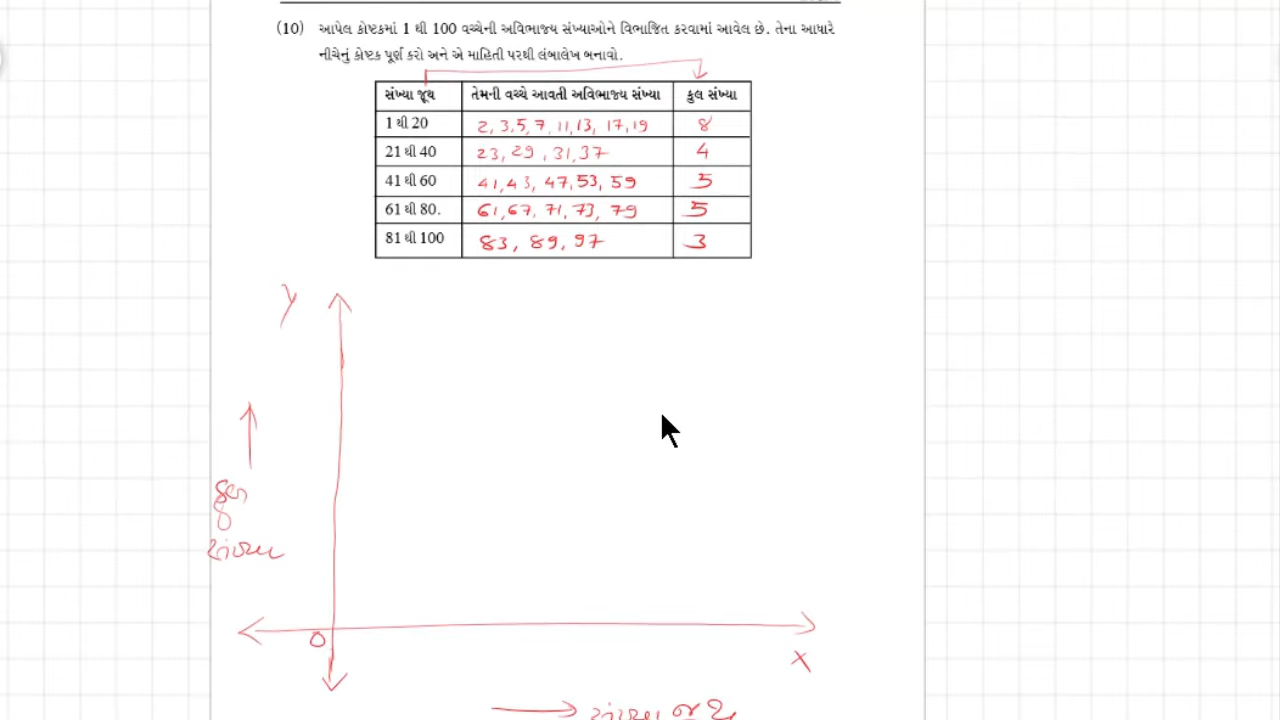 (10) આપેલ કોષ્ટકમાં 1 થી 100 વચ્ચેની અવિભાજ્ય સંખ્યાઓને વિભાજિત કરવામાં આવેલ છે. તેના આધારે
નીચેનું કોષ્ટક પૂર્ણ કરો અને એ માહિતી પરથી લંબાલેખ બનાવો.
સંખ્યા જૂથ તેમની વચ્ચે આવતી અવિભાજ્ય સંખ્યા કુલ સંખ્યા
1 થી 20 2, 3,5, 7, 11, 13, 17, 19 8
21 થી 40 23, 29, 31, 37 4
41 થી 60 41, 43, 47, 53, 59 5
61 થી 80. 61, 67, 71, 73, 79 5
81 થી 100 83, 89, 97 3
y
કુલ
સંખ્યા
0
X
સંખ્યા જૂથ